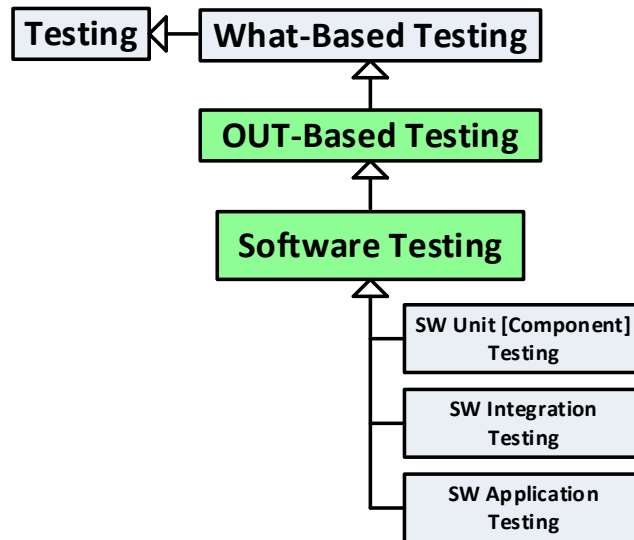 Testing
What-Based Testing
OUT-Based Testing
Software Testing
SW Unit [Component]
Testing
SW Integration
Testing
SW Application
Testing